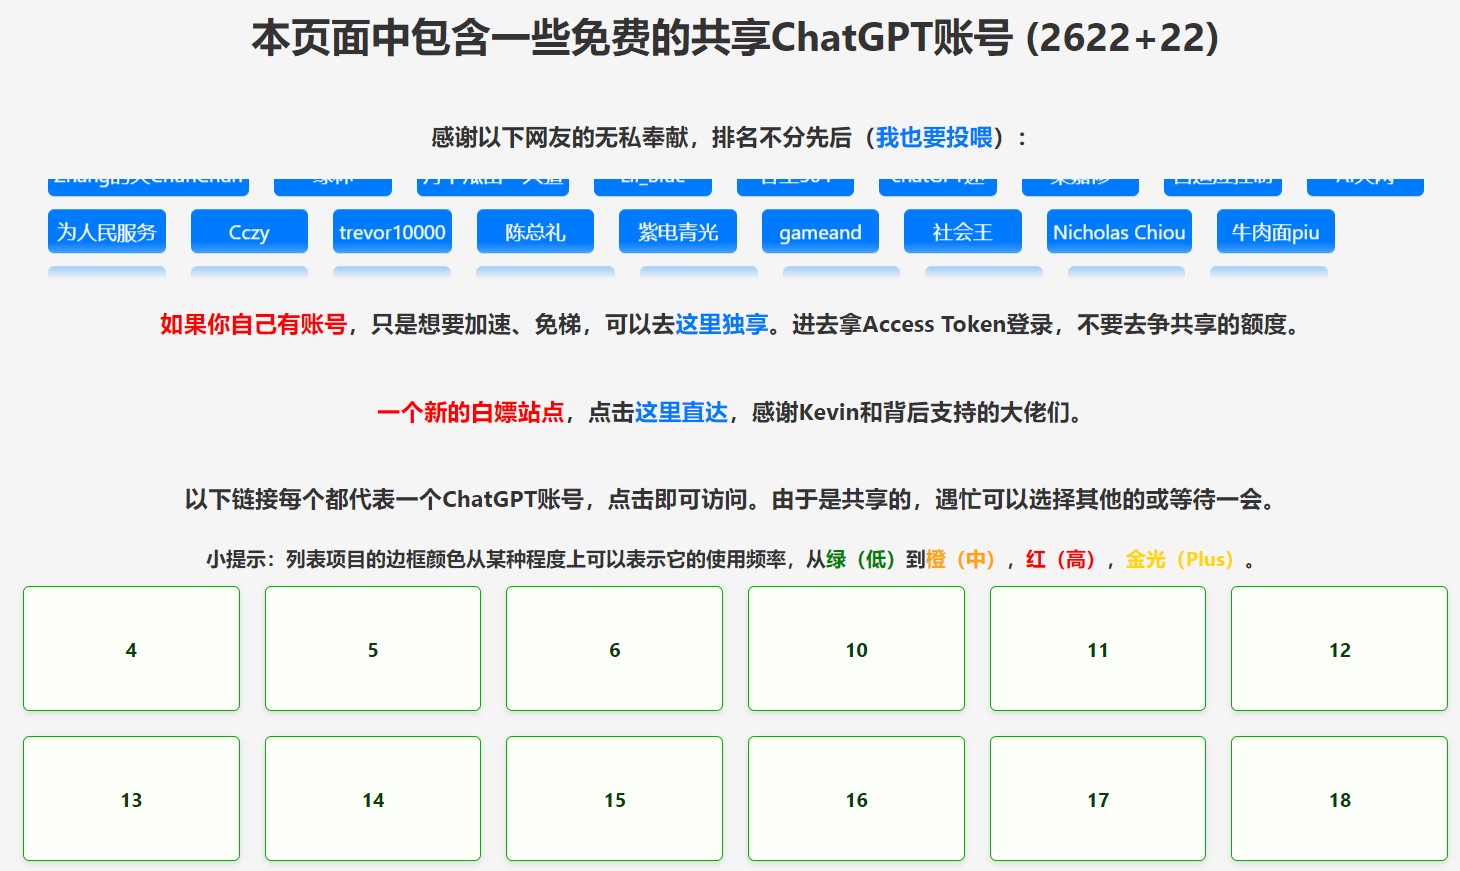 本页面中包含一些免费的共享ChatGPT账号 (2622+22)
感谢以下网友的无私奉献，排名不分先后（我也要投喂）：
为人民服务 Cczy trevor10000 陈总礼 紫电青光 gameand 社会王 Nicholas Chiou 牛肉面piu
如果你自己有账号，只是想要加速、免梯，可以去这里独享。进去拿Access Token登录，不要去争共享的额度。
一个新的白嫖站点，点击这里直达，感谢Kevin和背后支持的大佬们。
以下链接每个都代表一个ChatGPT账号，点击即可访问。由于是共享的，遇忙可以选择其他的或等待一会。
小提示：列表项目的边框颜色从某种程度上可以表示它的使用频率，从绿（低）到橙（中），红（高），金光（Plus）。
4 5 6 10 11 12
13 14 15 16 17 18